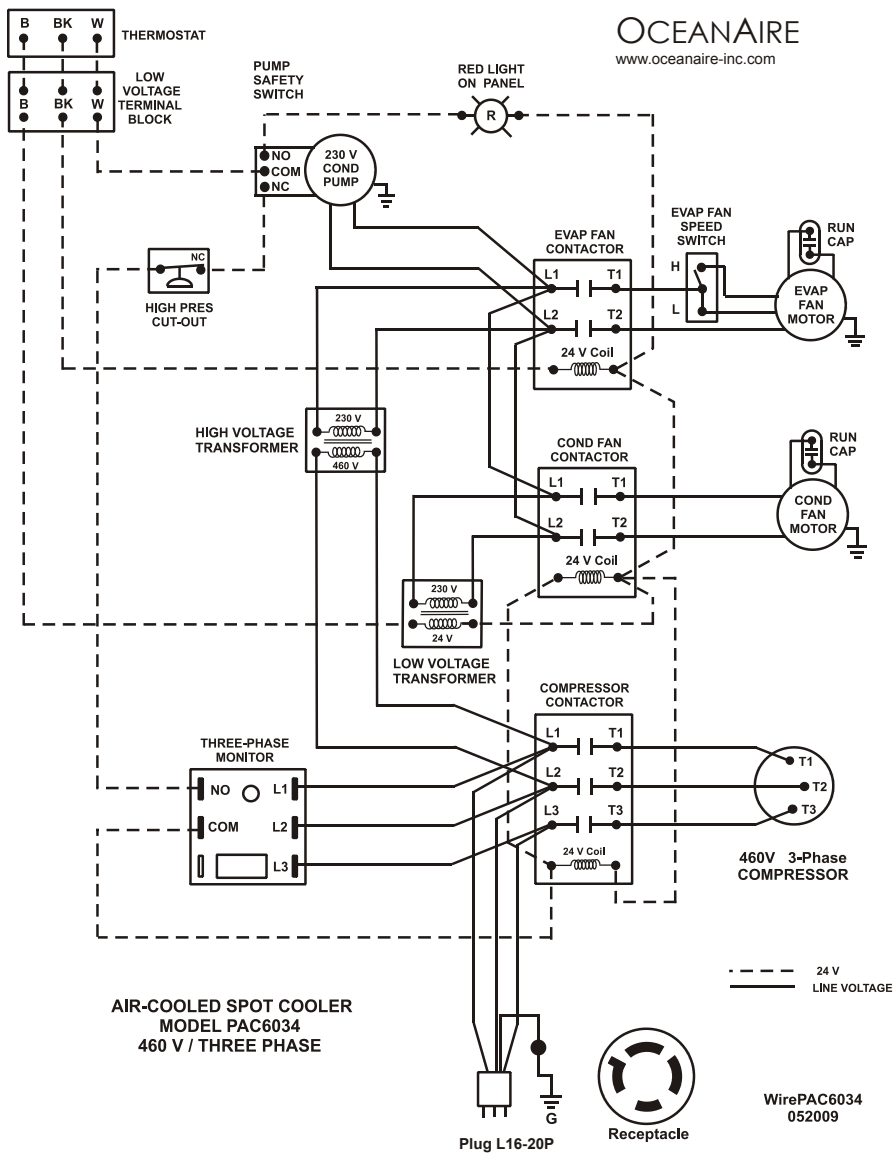 B BK W
THERMOSTAT
LOW
VOLTAGE
TERMINAL
BLOCK
B BK W
OCEANAIRE
www.oceanaire-inc.com
PUMP
SAFETY
SWITCH
RED LIGHT
ON PANEL
R
NO
COM
NC
230 V
COND
PUMP
NC
HIGH PRES
CUT-OUT
EVAP FAN
CONTACTOR
L1 T1
L2 T2
24 V Coil
EVAP FAN
SPEED
SWITCH
H
L
RUN
CAP
EVAP
FAN
MOTOR
HIGH VOLTAGE
TRANSFORMER
230 V
460 V
COND FAN
CONTACTOR
L1 T1
L2 T2
24 V Coil
RUN
CAP
COND
FAN
MOTOR
230 V
24 V
LOW VOLTAGE
TRANSFORMER
COMPRESSOR
CONTACTOR
L1 T1
L2 T2
L3 T3
24 V Coil
THREE-PHASE
MONITOR
NO L1
COM L2
L3
T1
T2
T3
460V 3-Phase
COMPRESSOR
24 V
LINE VOLTAGE
AIR-COOLED SPOT COOLER
MODEL PAC6034
460 V / THREE PHASE
G
Plug L16-20P
Receptacle
WirePAC6034
052009